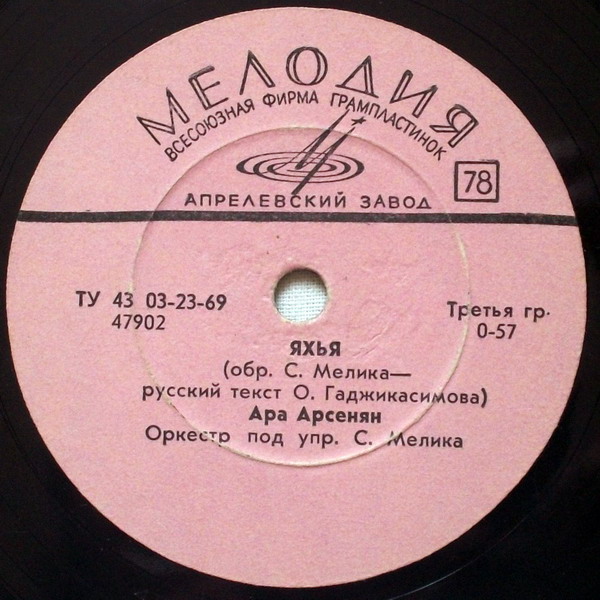 МЕЛОДИЯ
ВСЕСОЮЗНАЯ ФИРМА ГРАМПЛАСТИНОК
78
АПРЕЛЕВСКИЙ ЗАВОД
ТУ 43 03-23-69
47902
Третья гр.
0-57
ЯХЬЯ
(обр. С. Мелика—
русский текст О. Гаджикасимова)
Ара Арсенян
Оркестр под упр. С. Мелика